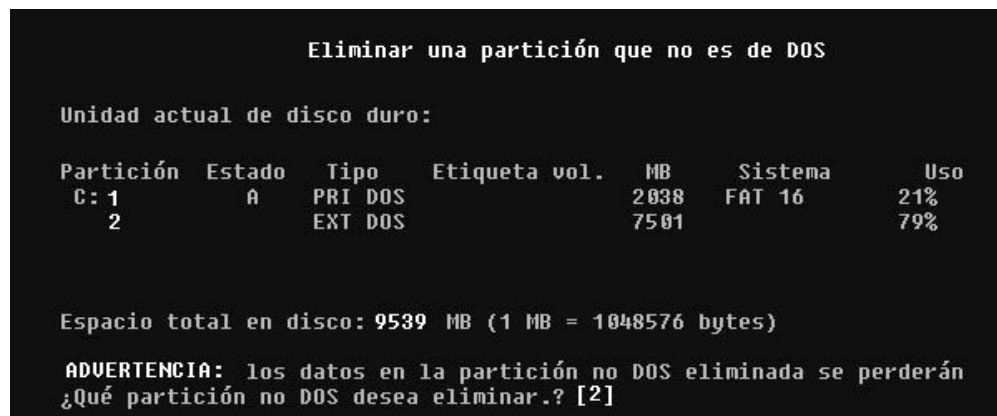 Eliminar una partición que no es de DOS
Unidad actual de disco duro:
Partición Estado Tipo Etiqueta vol. MB Sistema Uso
C: 1 A PRI DOS 2038 FAT 16 21%
2 EXT DOS 7501 79%
Espacio total en disco: 9539 MB (1 MB = 1048576 bytes)
ADVERTENCIA: los datos en la partición no DOS eliminada se perderán
¿Qué partición no DOS desea eliminar.? [2]